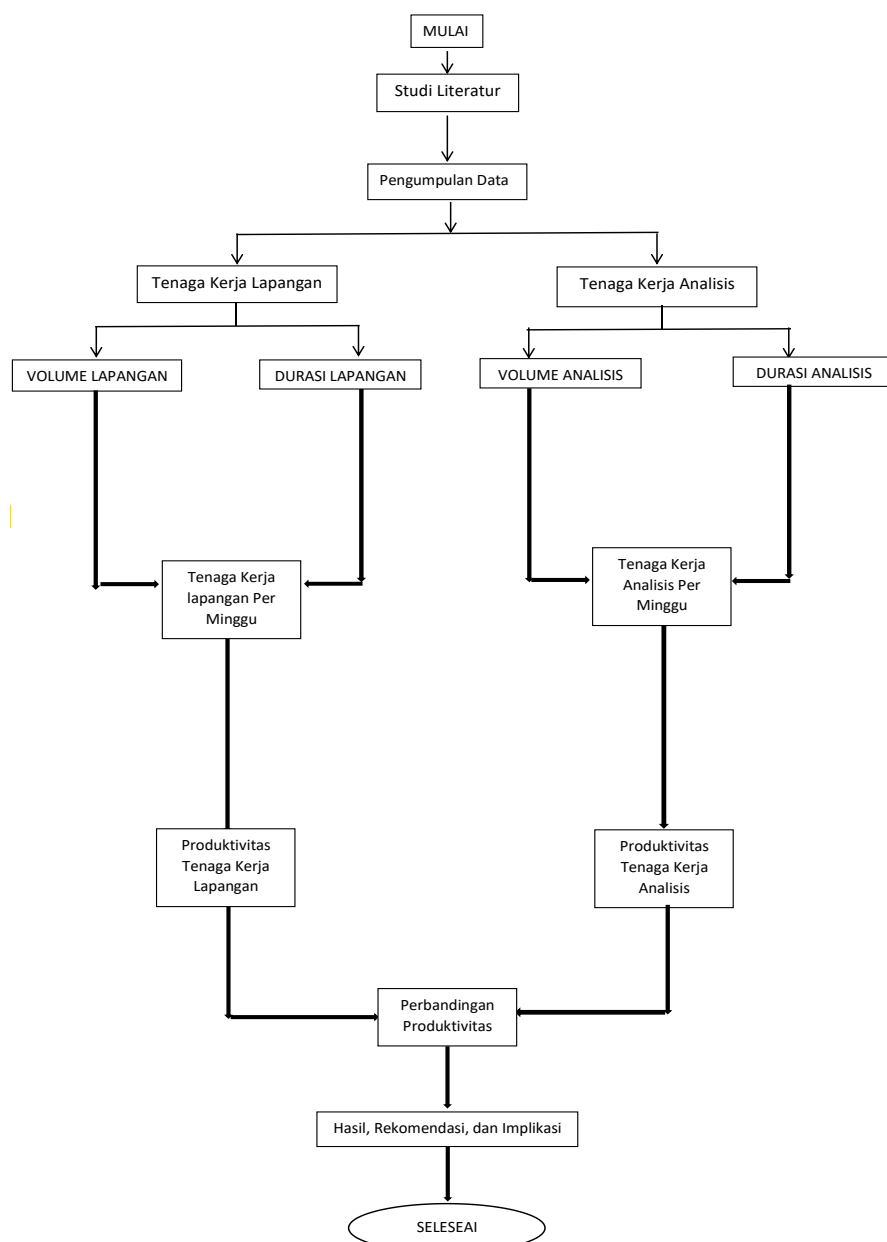 MULAI
Studi Literatur
Pengumpulan Data
Tenaga Kerja Lapangan
Tenaga Kerja Analisis
VOLUME LAPANGAN
DURASI LAPANGAN
VOLUME ANALISIS
DURASI ANALISIS
Tenaga Kerja
lapangan Per
Minggu
Tenaga Kerja
Analisis Per
Minggu
Produktivitas
Tenaga Kerja
Lapangan
Produktivitas
Tenaga Kerja
Analisis
Perbandingan
Produktivitas
Hasil, Rekomendasi, dan Implikasi
SELESEAI